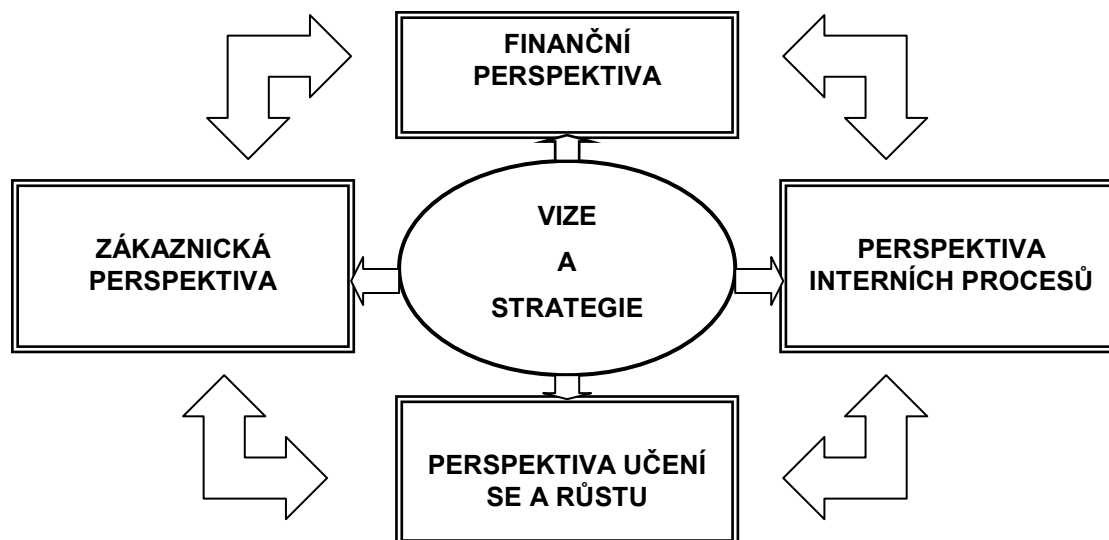 FINANČNÍ
PERSPEKTIVA
ZÁKAZNICKÁ
PERSPEKTIVA
VIZE
A
STRATEGIE
PERSPEKTIVA
INTERNÍCH PROCESŮ
PERSPEKTIVA UČENÍ
SE A RŮSTU